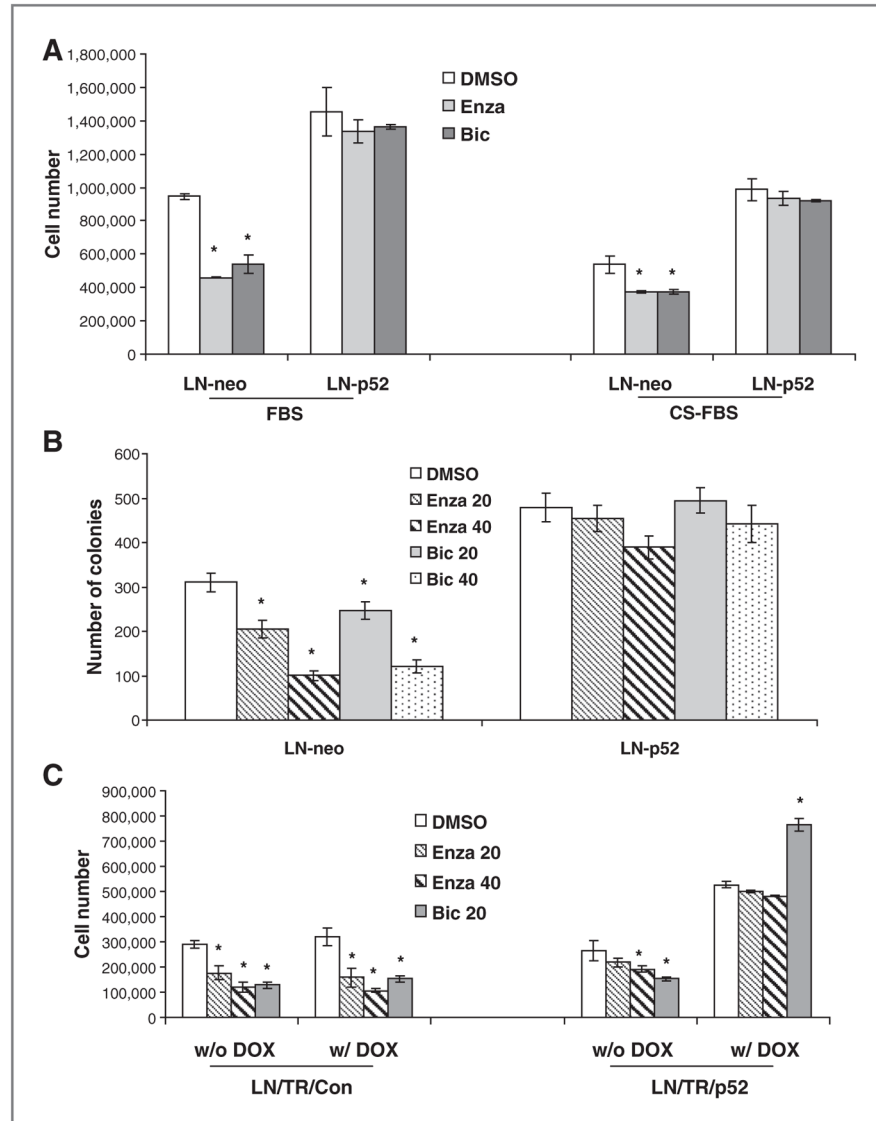 A
1,800,000
1,600,000
1,400,000
1,200,000
1,000,000
800,000
600,000
400,000
200,000
0
Cell number
DMSO
Enza
Bic
* * * *
LN-neo LN-p52 LN-neo LN-p52
FBS CS-FBS
B
600
500
400
300
200
100
0
Number of colonies
DMSO
Enza 20
Enza 40
Bic 20
Bic 40
* * * *
LN-neo LN-p52
C
900,000
800,000
700,000
600,000
500,000
400,000
300,000
200,000
100,000
0
Cell number
DMSO
Enza 20
Enza 40
Bic 20
* * * * * * * * *
w/o DOX w/ DOX w/o DOX w/ DOX
LN/TR/Con LN/TR/p52